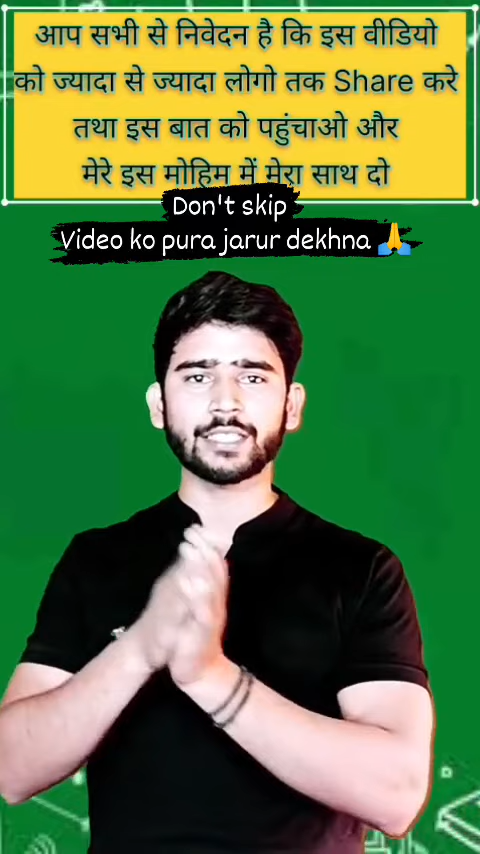 आप सभी से निवेदन है कि इस वीडियो
को ज्यादा से ज्यादा लोगो तक Share करे
तथा इस बात को पहुंचाओ और
मेरे इस मोहिम में मेरा साथ दो
Don't skip
Video ko pura jarur dekhna 🙏